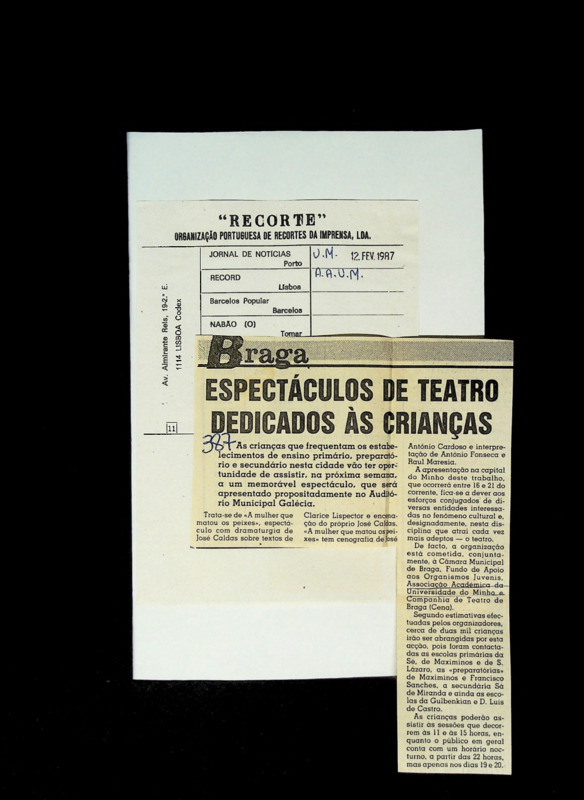 "RECORTE"
ORGANIZAÇÃO PORTUGUESA DE RECORTES DA IMPRENSA, LDA.
Av. Almirante Reis, 19-2.º E.
1114 LISBOA Codex
11
JORNAL DE NOTÍCIAS
Porto
U.M. 12. FEV. 1987
RECORD
Lisboa
A.A.U.M.
Barcelos Popular
Barcelos
NABÃO (O)
Tomar
Braga
ESPECTÁCULOS DE TEATRO
DEDICADOS ÀS CRIANÇAS
387
As crianças que frequentam os estabe-
lecimentos de ensino primário, preparató-
rio e secundário nesta cidade vão ter opor-
tunidade de assistir, na próxima semana,
a um memorável espectáculo, que será
apresentado propositadamente no Auditó-
rio Municipal Galécia.
Trata-se de «A mulher que
matou os peixes», espectá-
culo com dramaturgia de
José Caldas sobre textos de
Clarice Lispector e encena-
ção do próprio José Caldas.
«A mulher que matou os pei-
xes» tem cenografia de José
António Cardoso e interpre-
tação de António Fonseca e
Raul Maresia.
A apresentação na capital
do Minho deste trabalho,
que ocorrerá entre 16 e 21 do
corrente, fica-se a dever aos
esforços conjugados de di-
versas entidades interessa-
das no fenómeno cultural e,
designadamente, nesta dis-
ciplina que atrai cada vez
mais adeptos — o teatro.
De facto, a organização
está cometida, conjunta-
mente, à Câmara Municipal
de Braga, Fundo de Apoio
aos Organismos Juvenis,
Associação Académica da
Universidade do Minho e
Companhia de Teatro de
Braga (Cena).
Segundo estimativas efec-
tuadas pelos organizadores,
cerca de duas mil crianças
irão ser abrangidas por esta
acção, pois foram contacta-
das as escolas primárias da
Sé, de Maximinos e de S.
Lázaro, as «preparatórias»
de Maximinos e Francisco
Sanches, a secundária Sá
de Miranda e ainda as esco-
las da Gulbenkian e D. Luís
de Castro.
As crianças poderão as-
sistir às sessões que decor-
rem às 11 e às 15 horas, en-
quanto o público em geral
conta com um horário noc-
turno, a partir das 22 horas,
mas apenas nos dias 19 e 20.